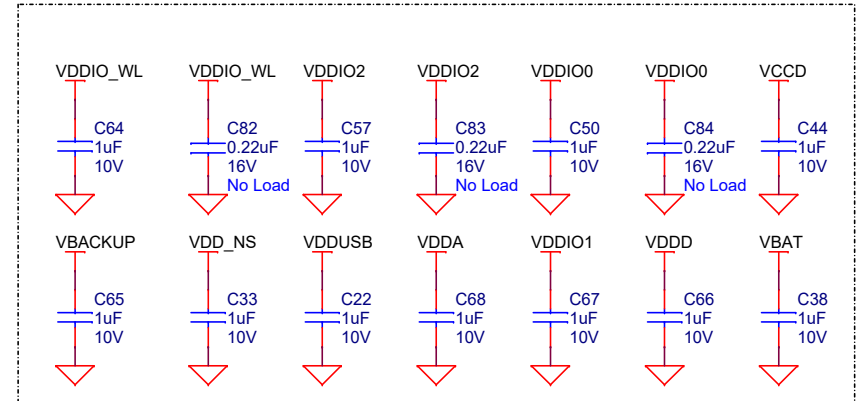 VDDIO_WL VDDIO_WL VDDIO2 VDDIO2 VDDIO0 VDDIO0 VCCD
C64 C82 C57 C83 C50 C84 C44
1uF 0.22uF 1uF 0.22uF 1uF 0.22uF 1uF
10V 16V 10V 16V 10V 16V 10V
No Load No Load No Load
VBACKUP VDD_NS VDDUSB VDDA VDDIO1 VDDD VBAT
C65 C33 C22 C68 C67 C66 C38
1uF 1uF 1uF 1uF 1uF 1uF 1uF
10V 10V 10V 10V 10V 10V 10V